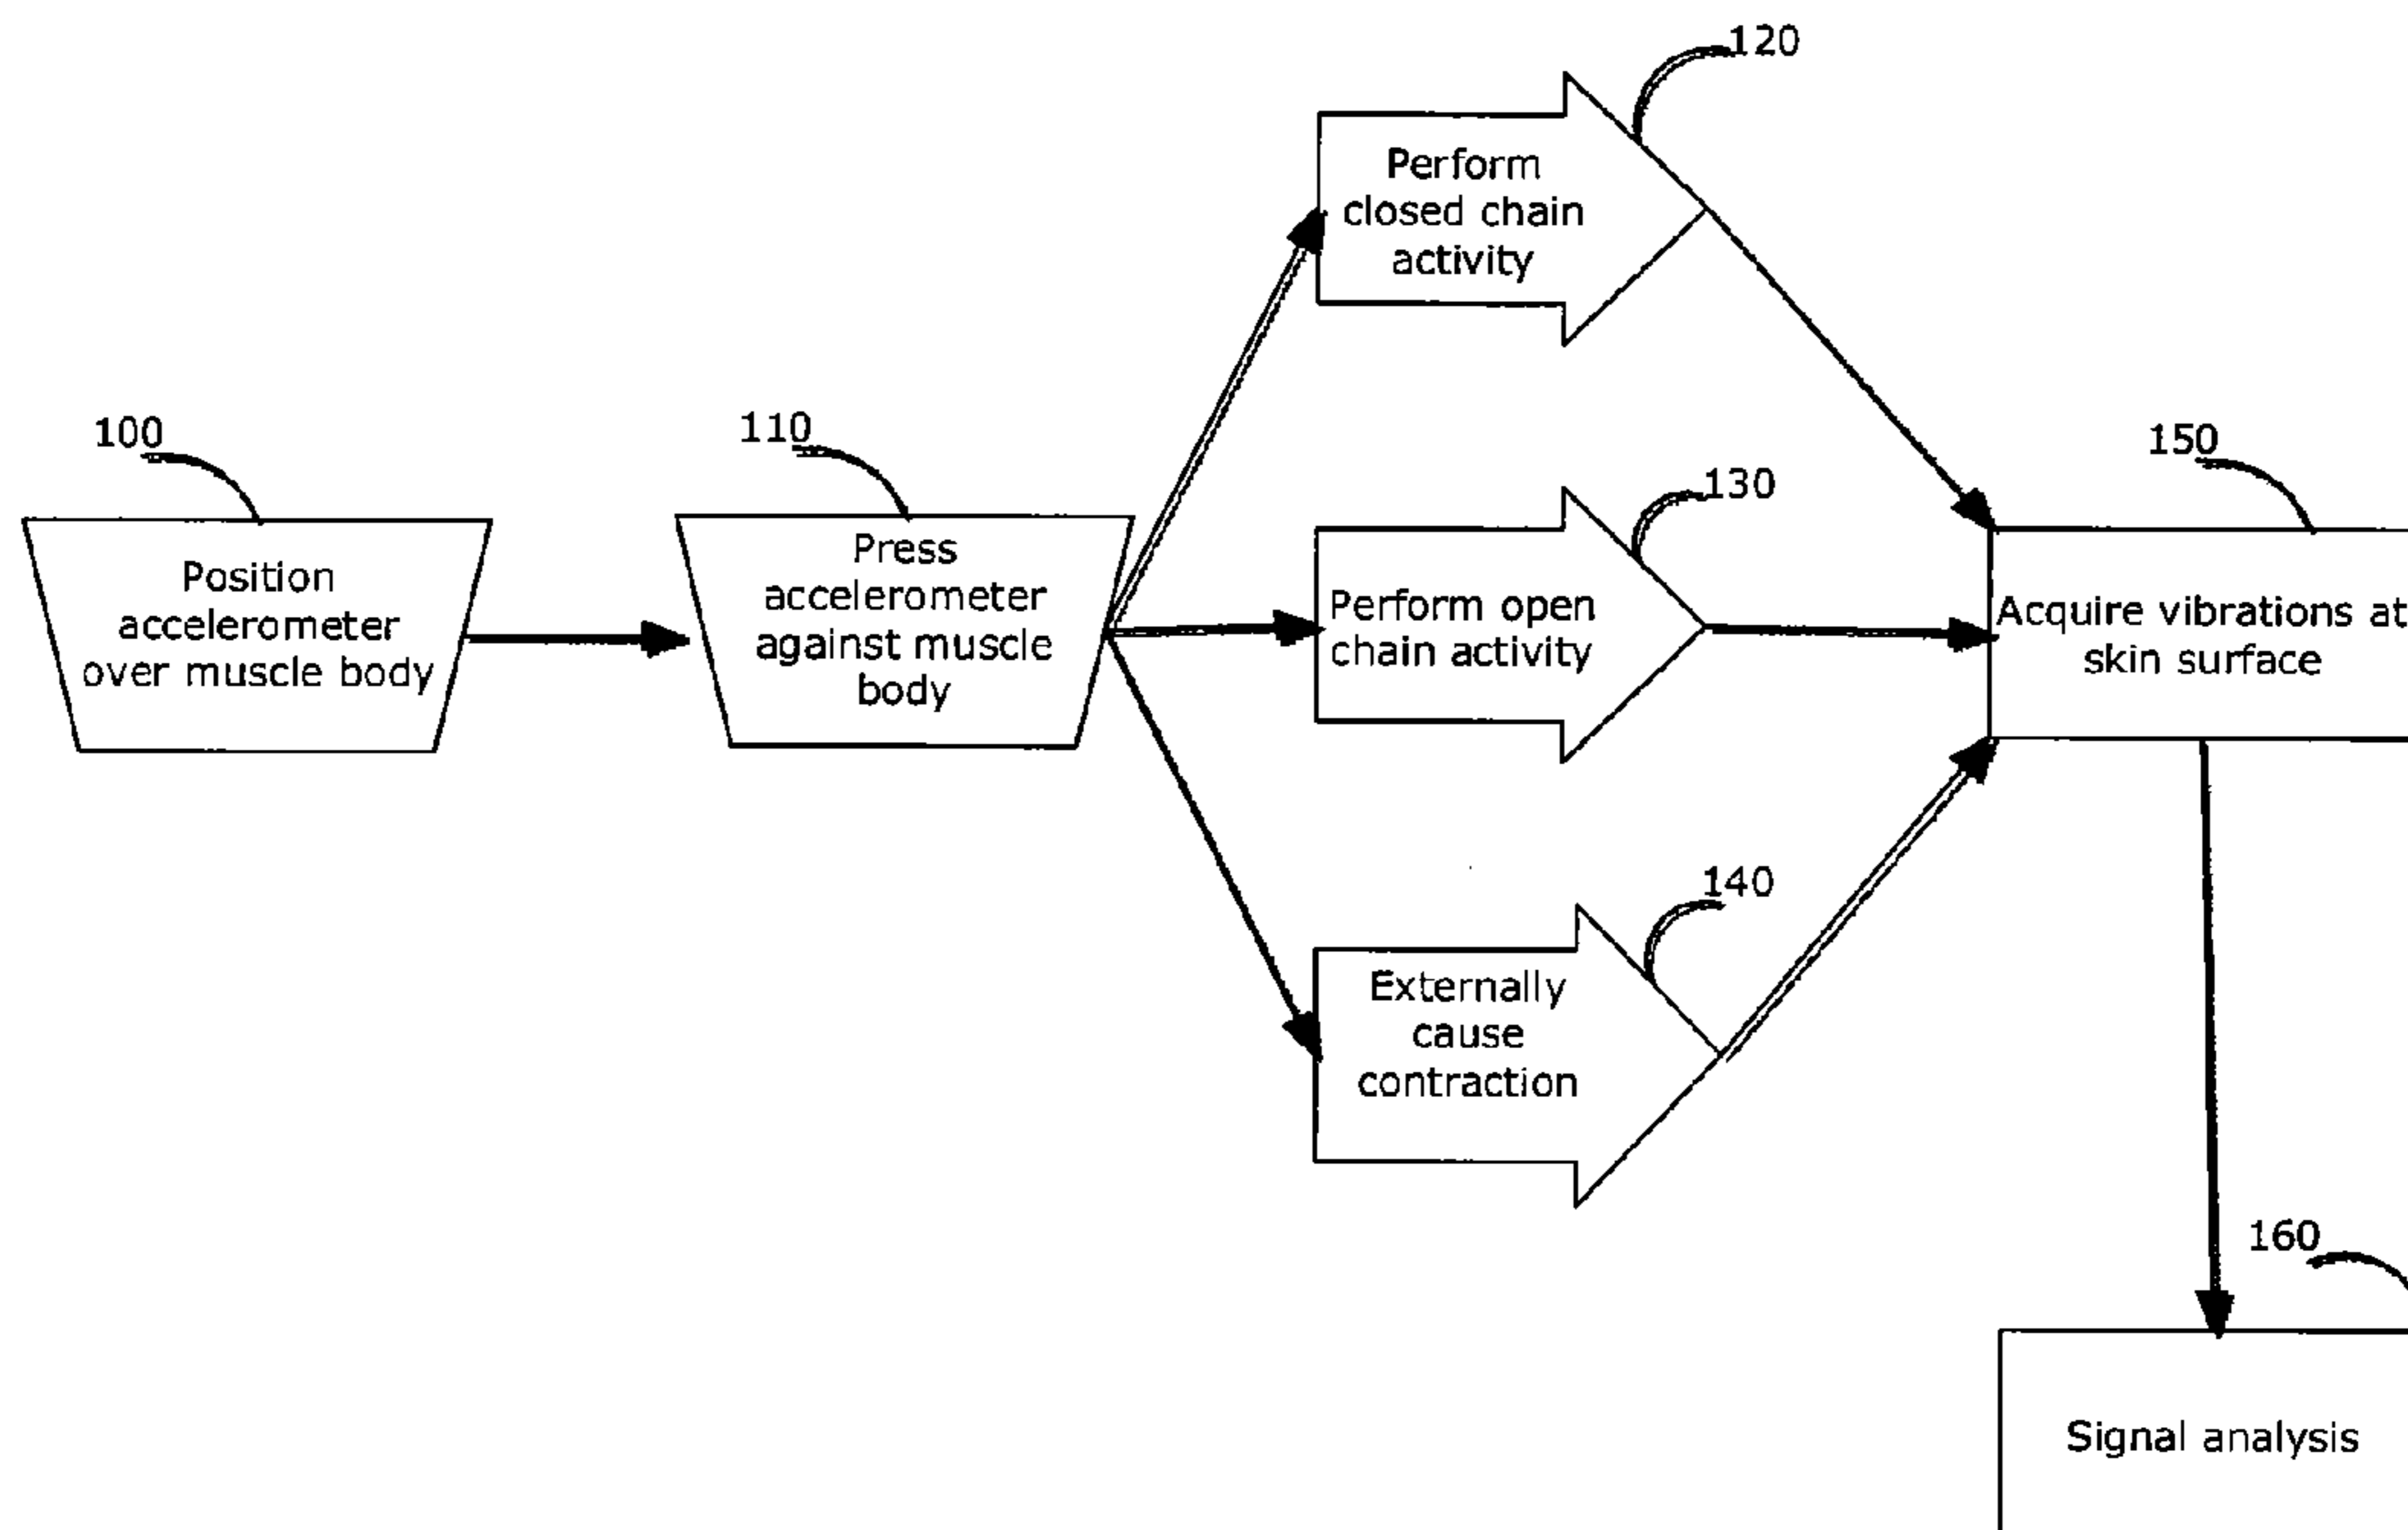 120
Perform
closed chain
activity
100
Position
accelerometer
over muscle body
110
Press
accelerometer
against muscle
body
130
Perform open
chain activity
150
Acquire vibrations at
skin surface
140
Externally
cause
contraction
160
Signal analysis